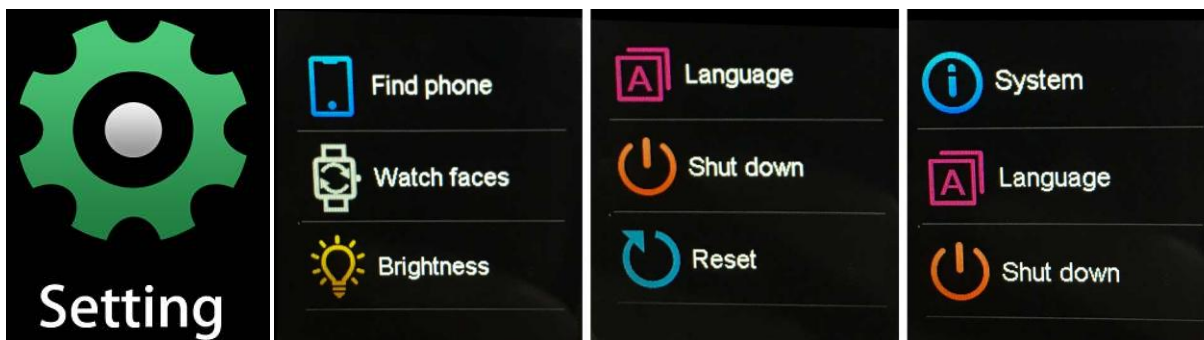 Setting
Find phone
Watch faces
Brightness
A Language
Shut down
Reset
i System
A Language
Shut down